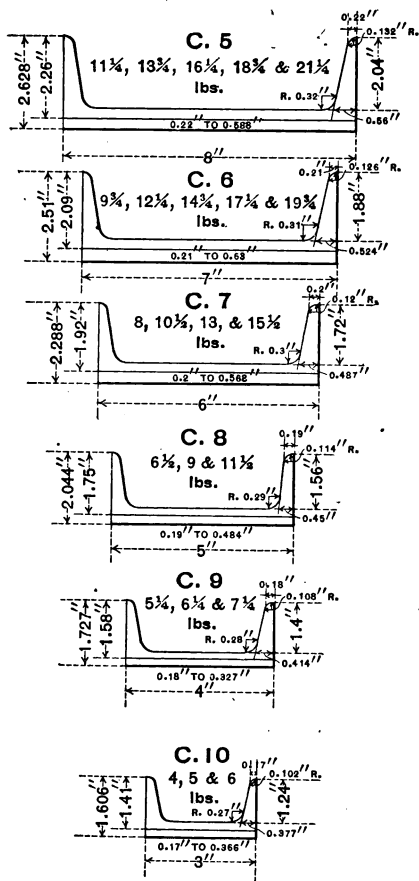 0.22″
0.132″ R.
C. 5
11¼, 13¾, 16¼, 18¾ & 21¼
lbs.
2.628″
2.26″
2.04″
R. 0.32″
0.56″
0.22″ TO 0.588″
8″
0.21″
0.126″ R.
C. 6
9¾, 12¼, 14¾, 17¼ & 19¾
lbs.
2.51″
2.09″
1.88″
R. 0.31″
0.524″
0.21″ TO 0.63″
7″
0.2″
0.12″ R.
C. 7
8, 10½, 13, & 15½
lbs.
2.288″
1.92″
1.72″
R. 0.3″
0.487″
0.2″ TO 0.568″
6″
0.19″
0.114″ R.
C. 8
6½, 9 & 11½
lbs.
2.044″
1.75″
1.56″
R. 0.29″
0.45″
0.19″ TO 0.484″
5″
0.18″
0.108″ R.
C. 9
5¼, 6¼ & 7¼
lbs.
1.727″
1.58″
1.4″
R. 0.28″
0.414″
0.18″ TO 0.327″
4″
0.17″
0.102″ R.
C. 10
4, 5 & 6
lbs.
1.606″
1.41″
1.24″
R. 0.27″
0.377″
0.17″ TO 0.366″
3″